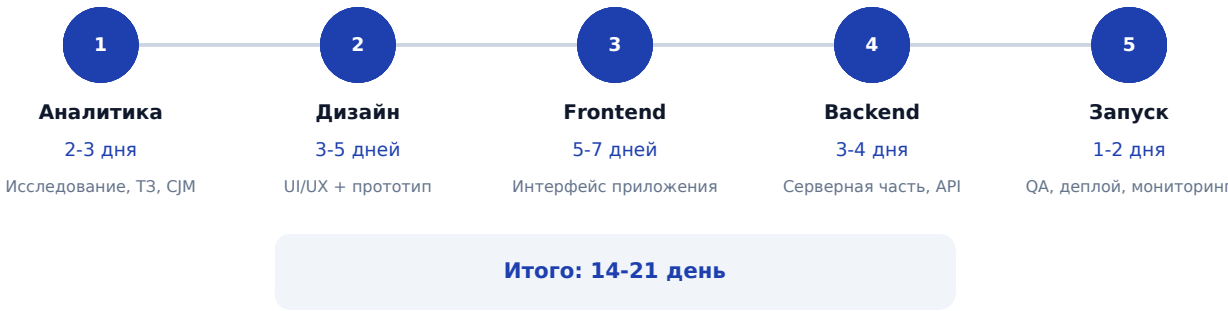 1
2
3
4
5
Аналитика
Дизайн
Frontend
Backend
Запуск
2-3 дня
3-5 дней
5-7 дней
3-4 дня
1-2 дня
Исследование, ТЗ, CJM
UI/UX + прототип
Интерфейс приложения
Серверная часть, API
QA, деплой, мониторинг
Итого: 14-21 день